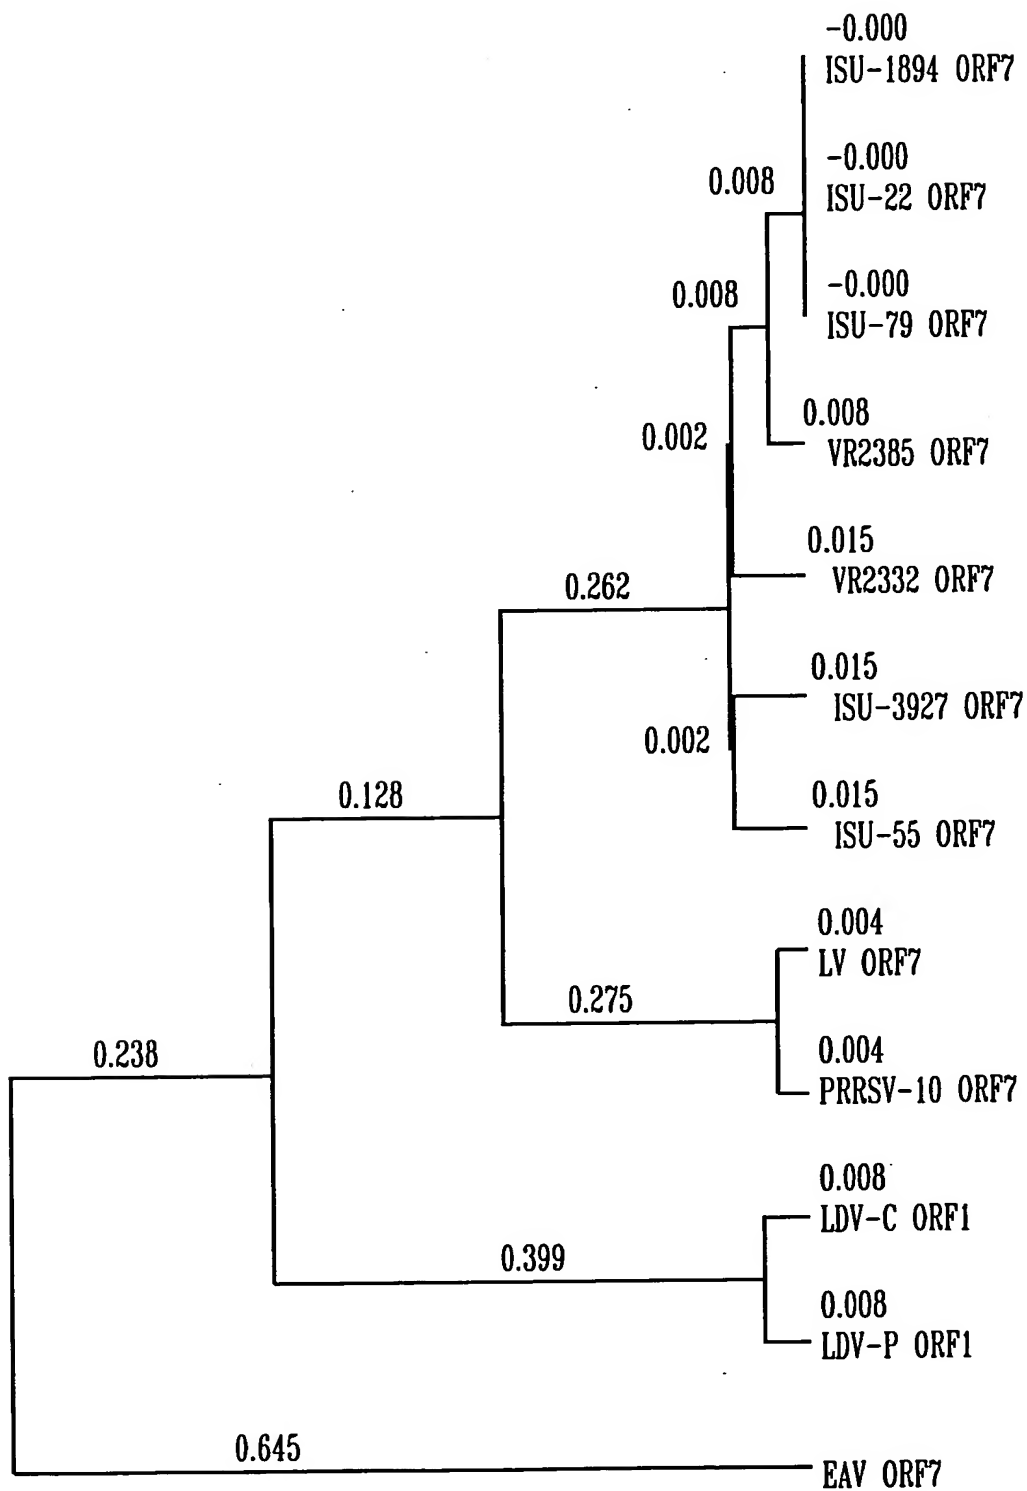 -0.000
ISU-1894 ORF7
-0.000
0.008
ISU-22 ORF7
-0.000
0.008
ISU-79 ORF7
0.008
0.002
VR2385 ORF7
0.015
VR2332 ORF7
0.262
0.015
ISU-3927 ORF7
0.002
0.128
0.015
ISU-55 ORF7
0.004
LV ORF7
0.275
0.238
0.004
PRRSV-10 ORF7
0.008
LDV-C ORF1
0.399
0.008
LDV-P ORF1
0.645
EAV ORF7